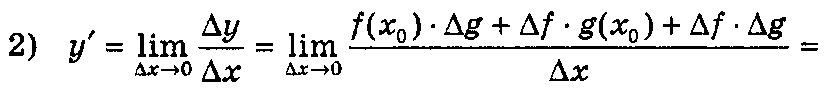 2) y′ = lim_{Δx→0} Δy/Δx = lim_{Δx→0} (f(x₀) · Δg + Δf · g(x₀) + Δf · Δg)/Δx =